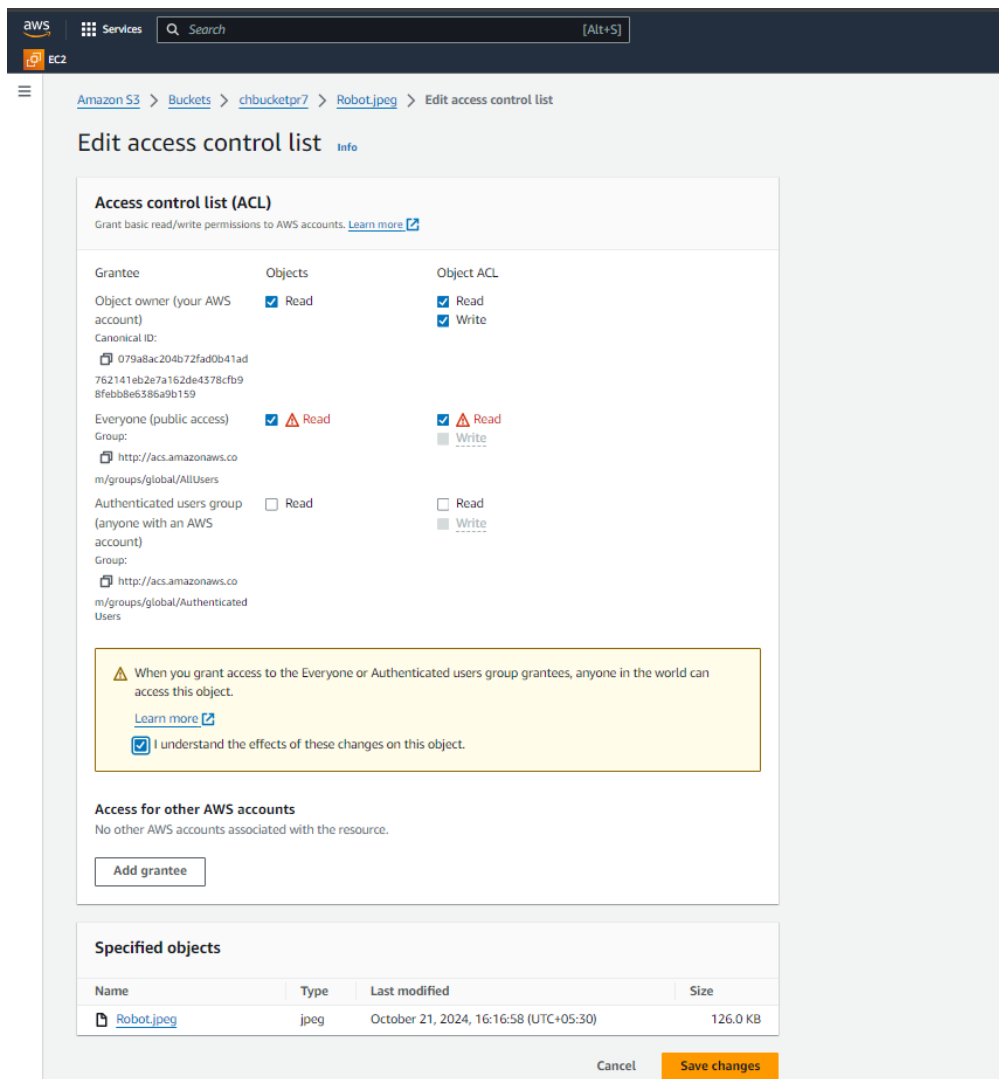 aws
Services
Search
[Alt+S]
EC2
Amazon S3 > Buckets > chbucketpr7 > Robot.jpeg > Edit access control list
Edit access control list Info
Access control list (ACL)
Grant basic read/write permissions to AWS accounts. Learn more
Grantee Objects Object ACL
Object owner (your AWS Read Read
account) Write
Canonical ID:
079a8ac204b72fad0b41ad
762141eb2e7a162de4378cfb9
8febb8e6386a9b159
Everyone (public access) Read Read
Group: Write
http://acs.amazonaws.co
m/groups/global/AllUsers
Authenticated users group Read Read
(anyone with an AWS Write
account)
Group:
http://acs.amazonaws.co
m/groups/global/Authenticated
Users
When you grant access to the Everyone or Authenticated users group grantees, anyone in the world can
access this object.
Learn more
I understand the effects of these changes on this object.
Access for other AWS accounts
No other AWS accounts associated with the resource.
Add grantee
Specified objects
Name Type Last modified Size
Robot.jpeg jpeg October 21, 2024, 16:16:58 (UTC+05:30) 126.0 KB
Cancel Save changes